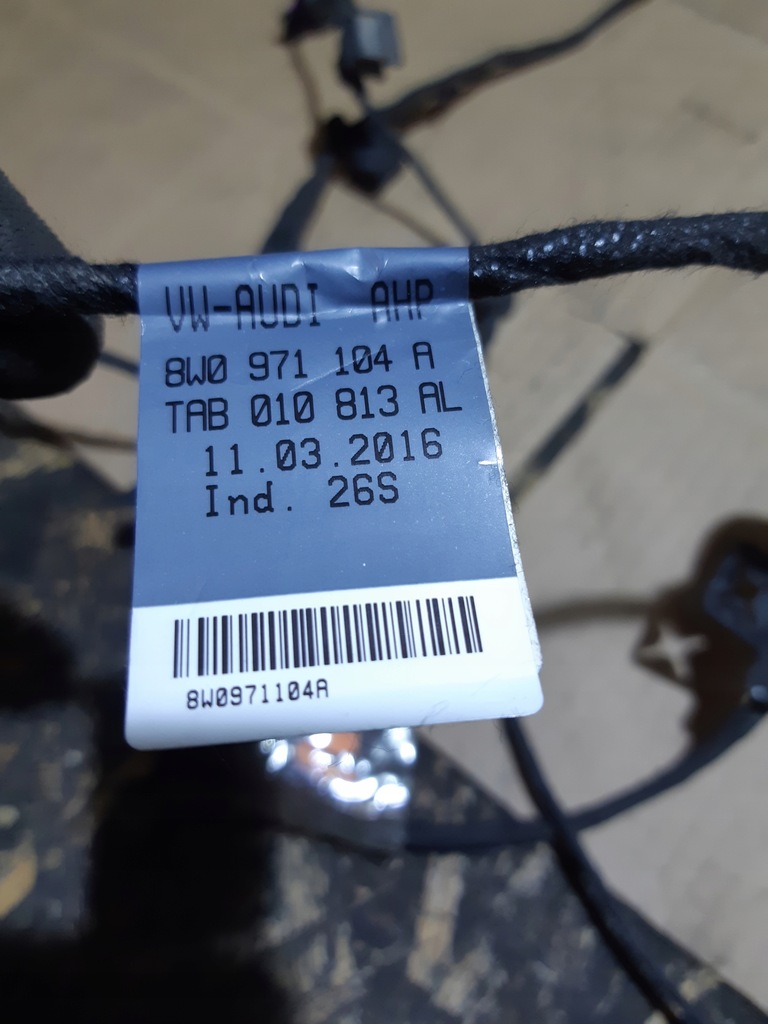 VW-AUDI AHP
8W0 971 104 A
TAB 010 813 AL
11.03.2016
Ind. 26S
8W0971104A